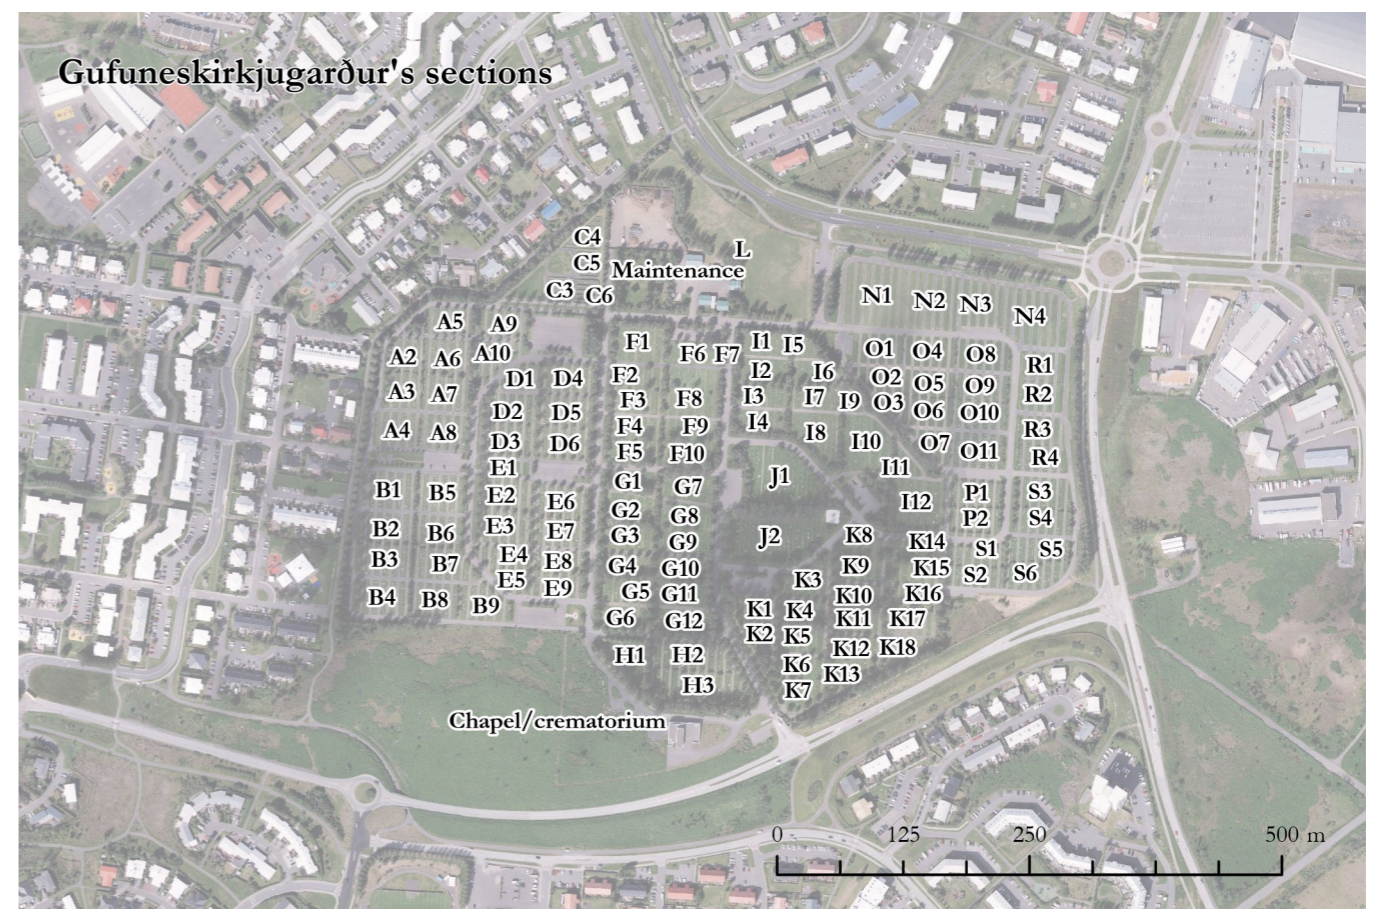 Gufuneskirkjugarður's sections
C4
C5
L
Maintenance
C3
C6
N1
N2
N3
N4
A5
A9
A2
A6
A10
A3
A7
A4
A8
D1
D4
D2
D5
D3
D6
F1
F6
F7
F2
F3
F8
F4
F9
F5
F10
I1
I5
I2
I6
I3
I7
I9
I4
I8
I10
I11
I12
O1
O4
O8
O2
O5
O9
O3
O6
O10
O7
O11
R1
R2
R3
R4
B1
B5
B2
B6
B3
B7
B4
B8
B9
E1
E2
E6
E3
E7
E4
E8
E5
E9
G1
G7
G2
G8
G3
G9
G4
G10
G5
G11
G6
G12
H1
H2
H3
J1
J2
K8
K14
K9
K15
K3
K10
K16
K1
K4
K11
K17
K2
K5
K12
K18
K6
K13
K7
P1
P2
S3
S4
S1
S5
S2
S6
Chapel/crematorium
0 125 250 500 m